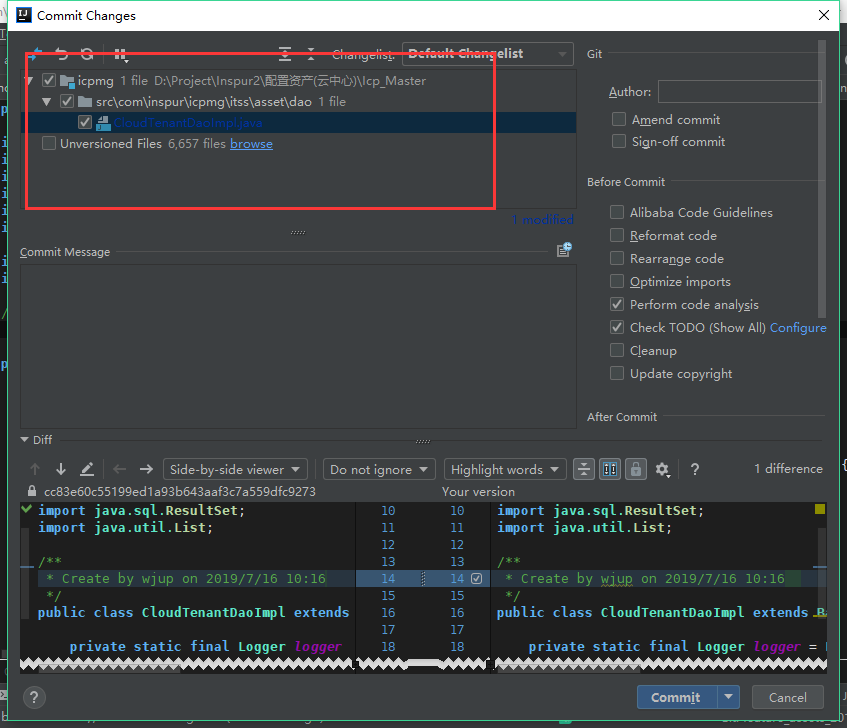 Commit Changes
Changelist: Default Changelist
icpmg 1 file D:\Project\Inspur2\配置资产(云中心)\Icp_Master
src\com\inspur\icpmg\itss\asset\dao 1 file
CloudTenantDaoImpl.java
Unversioned Files 6,657 files browse
1 modified
Commit Message
Git
Author:
Amend commit
Sign-off commit
Before Commit
Alibaba Code Guidelines
Reformat code
Rearrange code
Optimize imports
Perform code analysis
Check TODO (Show All) Configure
Cleanup
Update copyright
After Commit
Diff
Side-by-side viewer Do not ignore Highlight words ? 1 difference
cc83e60c55199ed1a93b643aaf3c7a559dfc9273 Your version
import java.sql.ResultSet; 10 10 import java.sql.ResultSet;
import java.util.List; 11 11 import java.util.List;
12 12
/** 13 13 /**
* Create by wjup on 2019/7/16 10:16 14 14 * Create by wjup on 2019/7/16 10:16
*/ 15 15 */
public class CloudTenantDaoImpl extends 16 16 public class CloudTenantDaoImpl extends
17 17
private static final Logger logger 18 18 private static final Logger logger =
? Commit Cancel